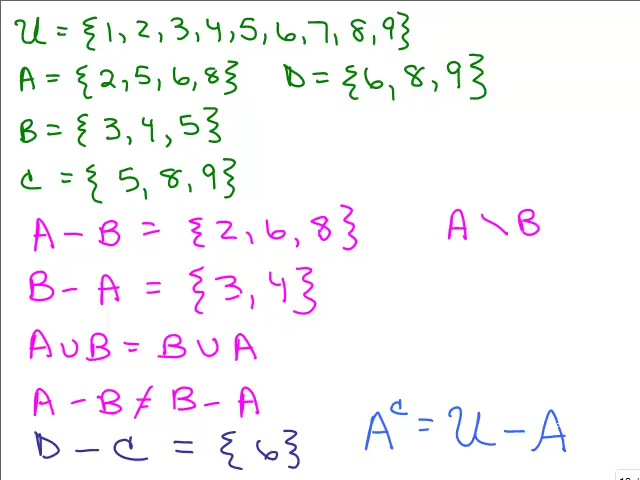 U = {1, 2, 3, 4, 5, 6, 7, 8, 9}
A = {2, 5, 6, 8} D = {6, 8, 9}
B = {3, 4, 5}
C = {5, 8, 9}
A - B = {2, 6, 8} A \ B
B - A = {3, 4}
A ∪ B = B ∪ A
A - B ≠ B - A
D - C = {6} Aᶜ = U - A